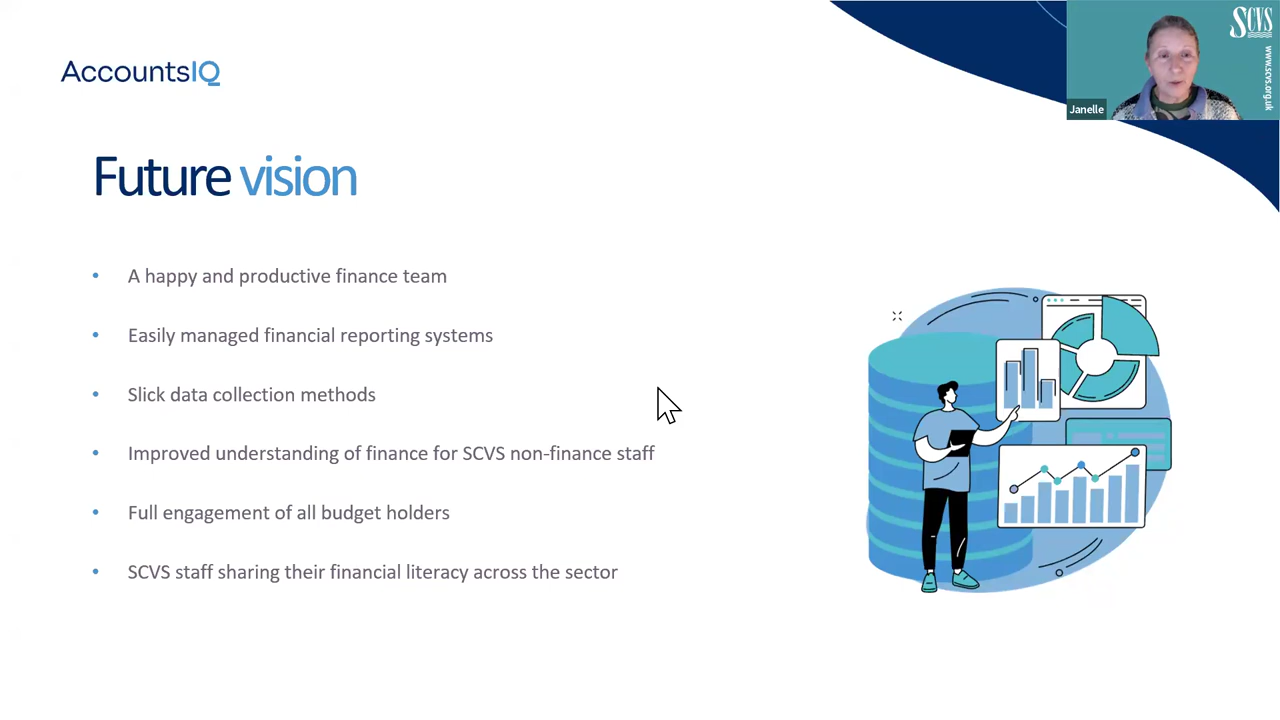 AccountsIQ
SCVS
www.scvs.org.uk
Janelle
Future vision
• A happy and productive finance team
• Easily managed financial reporting systems
• Slick data collection methods
• Improved understanding of finance for SCVS non-finance staff
• Full engagement of all budget holders
• SCVS staff sharing their financial literacy across the sector